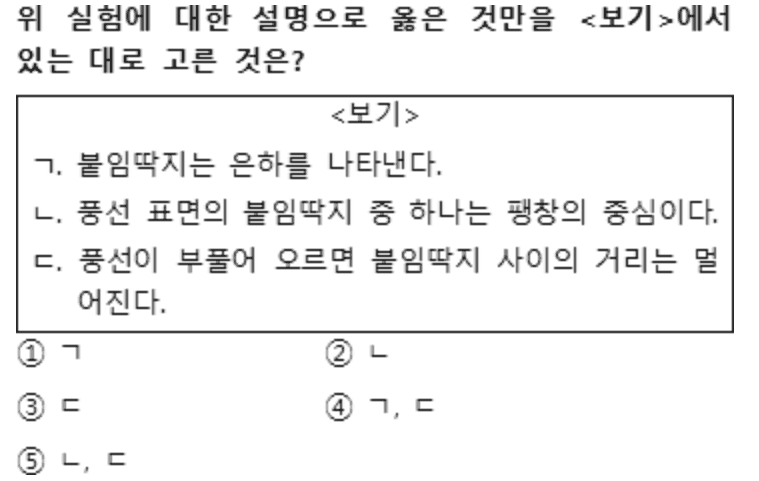 위 실험에 대한 설명으로 옳은 것만을 <보기>에서
있는 대로 고른 것은?
<보기>
ㄱ. 붙임딱지는 은하를 나타낸다.
ㄴ. 풍선 표면의 붙임딱지 중 하나는 팽창의 중심이다.
ㄷ. 풍선이 부풀어 오르면 붙임딱지 사이의 거리는 멀
어진다.
① ㄱ ② ㄴ
③ ㄷ ④ ㄱ, ㄷ
⑤ ㄴ, ㄷ